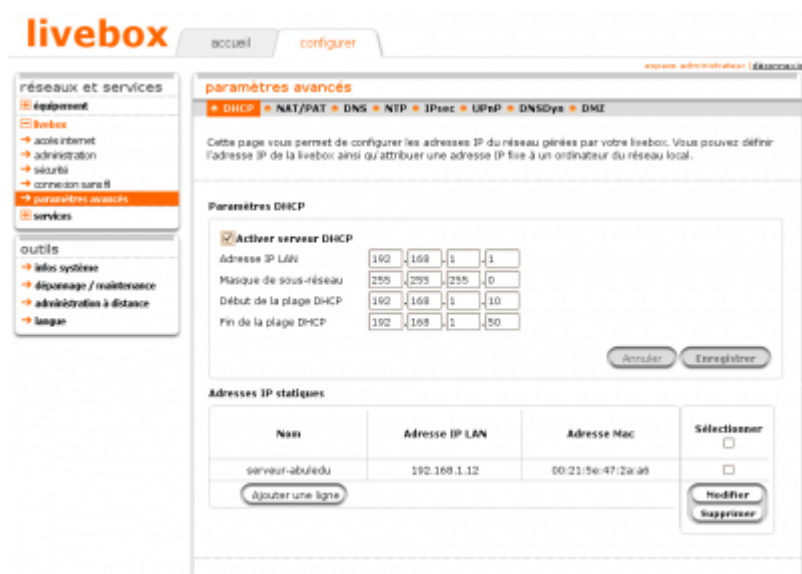 livebox
accueil
configurer
espace administrateur |
réseaux et services
équipement
livebox
accès internet
administration
sécurité
connexion sans fil
paramètres avancés
services
outils
infos système
dépannage / maintenance
administration à distance
langue
paramètres avancés
DHCP NAT/PAT DNS NTP IPsec UPnP DNSDyn DMZ
Cette page vous permet de configurer les adresses IP du réseau gérées par votre livebox. Vous pouvez définir
l'adresse IP de la livebox ainsi qu'attribuer une adresse IP fixe à un ordinateur du réseau local.
Paramètres DHCP
Activer serveur DHCP
Adresse IP LAN 192 . 168 . 1 . 1
Masque de sous-réseau 255 . 255 . 255 . 0
Début de la plage DHCP 192 . 168 . 1 . 10
Fin de la plage DHCP 192 . 168 . 1 . 50
Annuler Enregistrer
Adresses IP statiques
Nom Adresse IP LAN Adresse Mac Sélectionner
serveur-abuledu 192.168.1.12 00:21:5e:47:2a:a6
Ajouter une ligne Modifier
Supprimer